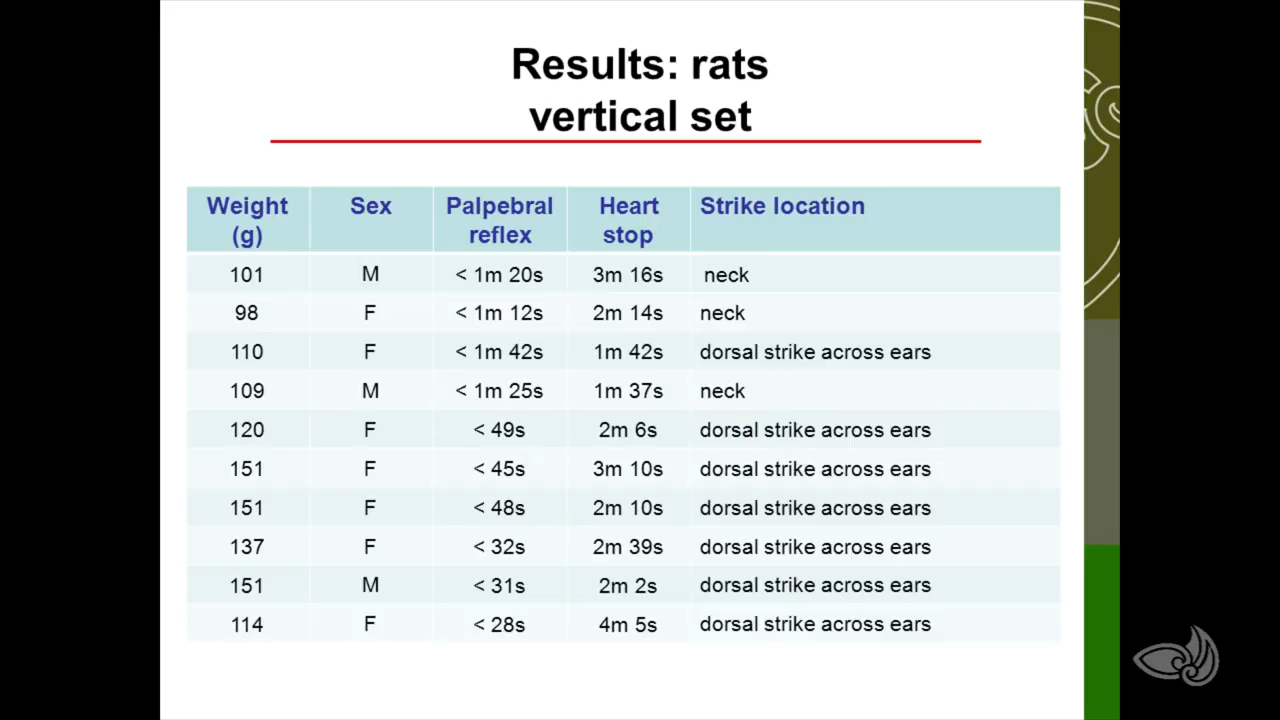 Results: rats
vertical set
Weight (g) Sex Palpebral reflex Heart stop Strike location
101 M < 1m 20s 3m 16s neck
98 F < 1m 12s 2m 14s neck
110 F < 1m 42s 1m 42s dorsal strike across ears
109 M < 1m 25s 1m 37s neck
120 F < 49s 2m 6s dorsal strike across ears
151 F < 45s 3m 10s dorsal strike across ears
151 F < 48s 2m 10s dorsal strike across ears
137 F < 32s 2m 39s dorsal strike across ears
151 M < 31s 2m 2s dorsal strike across ears
114 F < 28s 4m 5s dorsal strike across ears